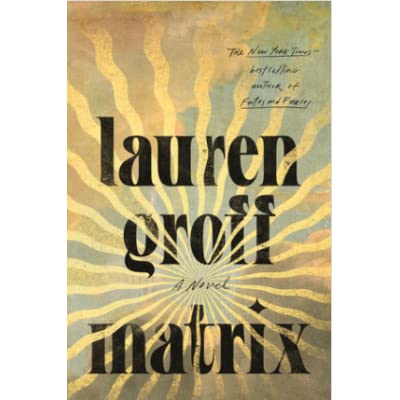 The New York Times–
bestselling
author of
Fates and Furies
lauren
groff
A Novel
matrix